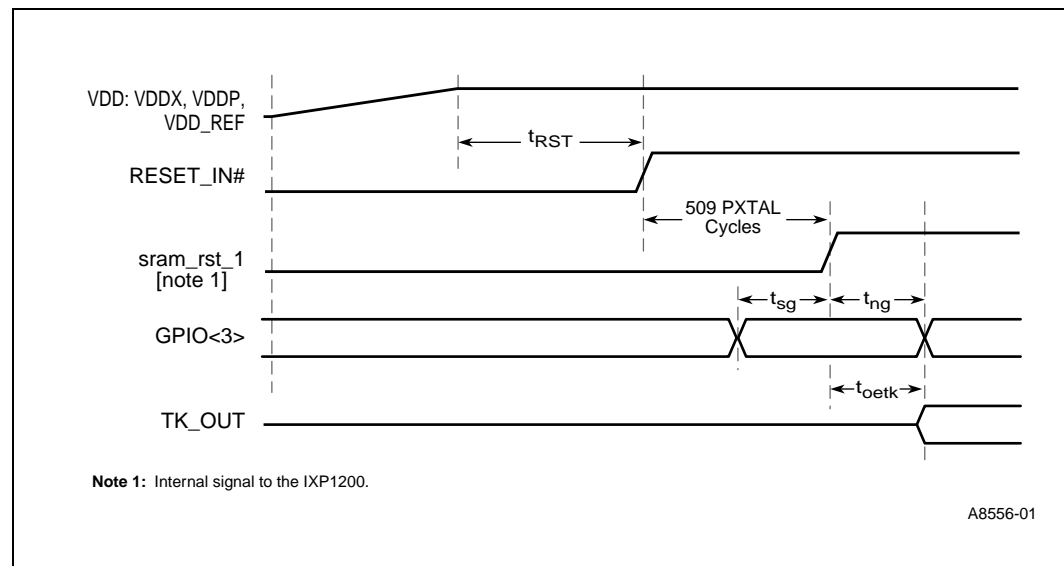 VDD: VDDX, VDDP,
VDD_REF
tRST
RESET_IN#
509 PXTAL
Cycles
sram_rst_1
[note 1]
tsg
tng
GPIO<3>
toetk
TK_OUT
Note 1: Internal signal to the IXP1200.
A8556-01